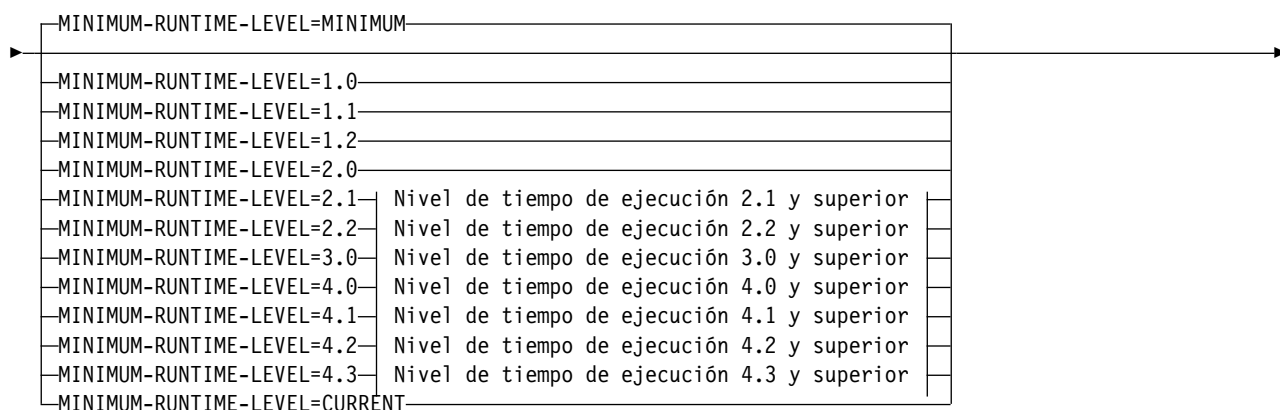 MINIMUM-RUNTIME-LEVEL=MINIMUM
MINIMUM-RUNTIME-LEVEL=1.0
MINIMUM-RUNTIME-LEVEL=1.1
MINIMUM-RUNTIME-LEVEL=1.2
MINIMUM-RUNTIME-LEVEL=2.0
MINIMUM-RUNTIME-LEVEL=2.1 Nivel de tiempo de ejecución 2.1 y superior
MINIMUM-RUNTIME-LEVEL=2.2 Nivel de tiempo de ejecución 2.2 y superior
MINIMUM-RUNTIME-LEVEL=3.0 Nivel de tiempo de ejecución 3.0 y superior
MINIMUM-RUNTIME-LEVEL=4.0 Nivel de tiempo de ejecución 4.0 y superior
MINIMUM-RUNTIME-LEVEL=4.1 Nivel de tiempo de ejecución 4.1 y superior
MINIMUM-RUNTIME-LEVEL=4.2 Nivel de tiempo de ejecución 4.2 y superior
MINIMUM-RUNTIME-LEVEL=4.3 Nivel de tiempo de ejecución 4.3 y superior
MINIMUM-RUNTIME-LEVEL=CURRENT